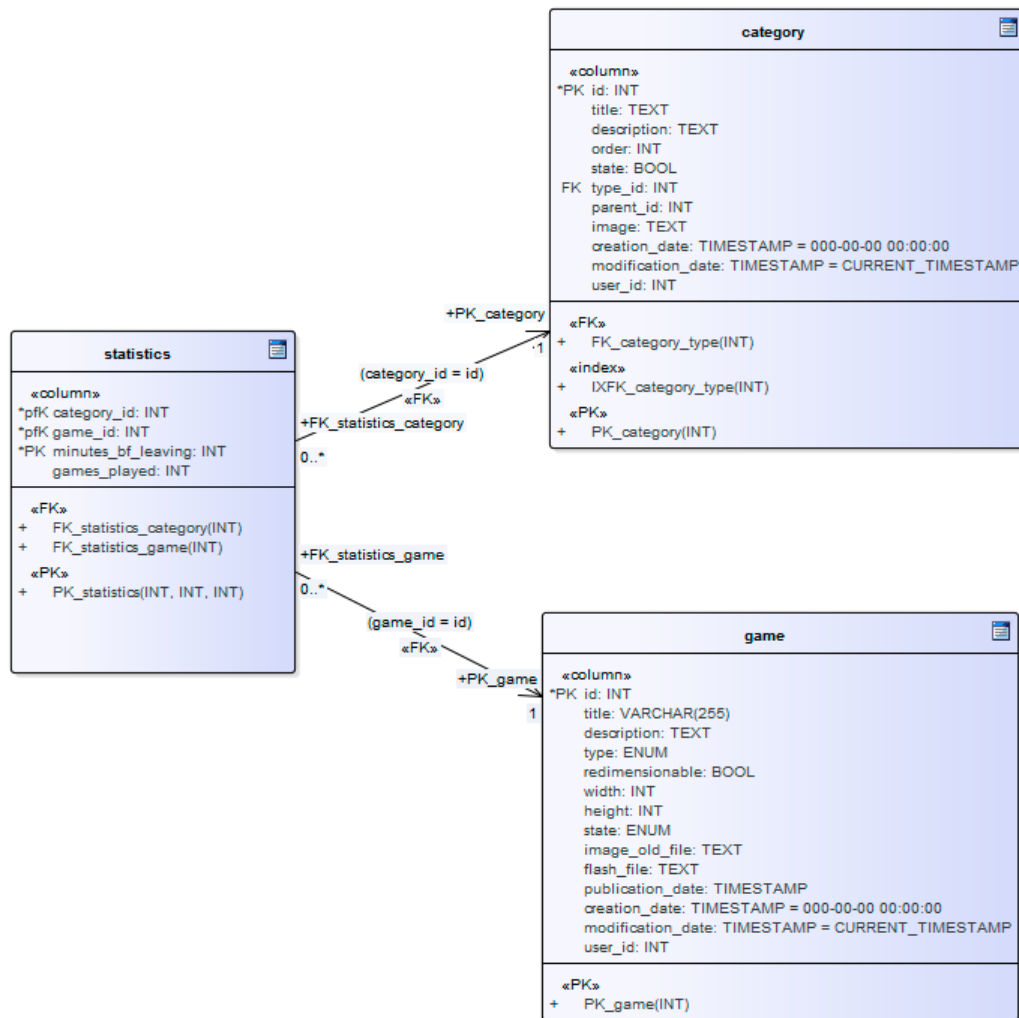 category
«column»
*PK id: INT
title: TEXT
description: TEXT
order: INT
state: BOOL
FK type_id: INT
parent_id: INT
image: TEXT
creation_date: TIMESTAMP = 000-00-00 00:00:00
modification_date: TIMESTAMP = CURRENT_TIMESTAMP
user_id: INT
«FK»
+ FK_category_type(INT)
«index»
+ IXFK_category_type(INT)
«PK»
+ PK_category(INT)
+PK_category
1
(category_id = id)
«FK»
+FK_statistics_category
0..*
statistics
«column»
*pfK category_id: INT
*pfK game_id: INT
*PK minutes_bf_leaving: INT
games_played: INT
«FK»
+ FK_statistics_category(INT)
+ FK_statistics_game(INT)
«PK»
+ PK_statistics(INT, INT, INT)
+FK_statistics_game
0..*
(game_id = id)
«FK»
+PK_game
1
game
«column»
*PK id: INT
title: VARCHAR(255)
description: TEXT
type: ENUM
redimensionable: BOOL
width: INT
height: INT
state: ENUM
image_old_file: TEXT
flash_file: TEXT
publication_date: TIMESTAMP
creation_date: TIMESTAMP = 000-00-00 00:00:00
modification_date: TIMESTAMP = CURRENT_TIMESTAMP
user_id: INT
«PK»
+ PK_game(INT)